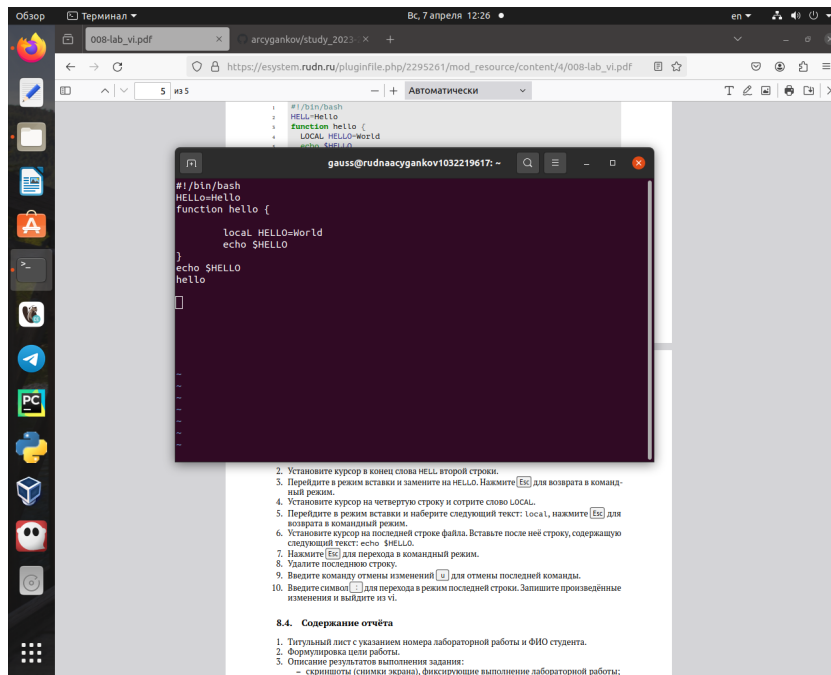 Обзор
Терминал
Вс, 7 апреля 12:26
en
008-lab_vi.pdf
arcygankov/study_2023-
https://esystem.rudn.ru/pluginfile.php/2295261/mod_resource/content/4/008-lab_vi.pdf
5 из 5
Автоматически
1 #!/bin/bash
2 HELL=Hello
3 function hello {
4 LOCAL HELLO=World
5 echo $HELLO
gauss@rudnaacygankov1032219617: ~
#!/bin/bash
HELLo=Hello
function hello {
locaL HELLO=World
echo $HELLO
}
echo $HELLO
hello
~
~
~
~
~
~
2. Установите курсор в конец слова HELL второй строки.
3. Перейдите в режим вставки и замените на HELLO. Нажмите Esc для возврата в команд-
ный режим.
4. Установите курсор на четвертую строку и сотрите слово LOCAL.
5. Перейдите в режим вставки и наберите следующий текст: local, нажмите Esc для
возврата в командный режим.
6. Установите курсор на последней строке файла. Вставьте после неё строку, содержащую
следующий текст: echo $HELLO.
7. Нажмите Esc для перехода в командный режим.
8. Удалите последнюю строку.
9. Введите команду отмены изменений u для отмены последней команды.
10. Введите символ : для перехода в режим последней строки. Запишите произведённые
изменения и выйдите из vi.
8.4. Содержание отчёта
1. Титульный лист с указанием номера лабораторной работы и ФИО студента.
2. Формулировка цели работы.
3. Описание результатов выполнения задания:
– скриншоты (снимки экрана), фиксирующие выполнение лабораторной работы;
PC